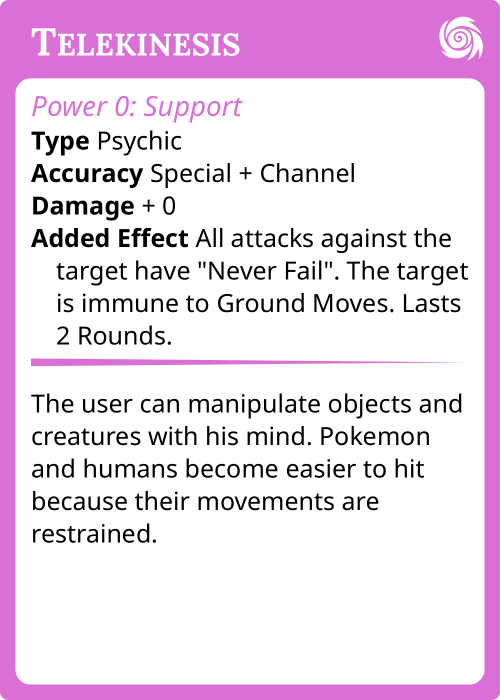 TELEKINESIS
Power 0: Support
Type Psychic
Accuracy Special + Channel
Damage + 0
Added Effect All attacks against the
target have "Never Fail". The target
is immune to Ground Moves. Lasts
2 Rounds.
The user can manipulate objects and
creatures with his mind. Pokemon
and humans become easier to hit
because their movements are
restrained.